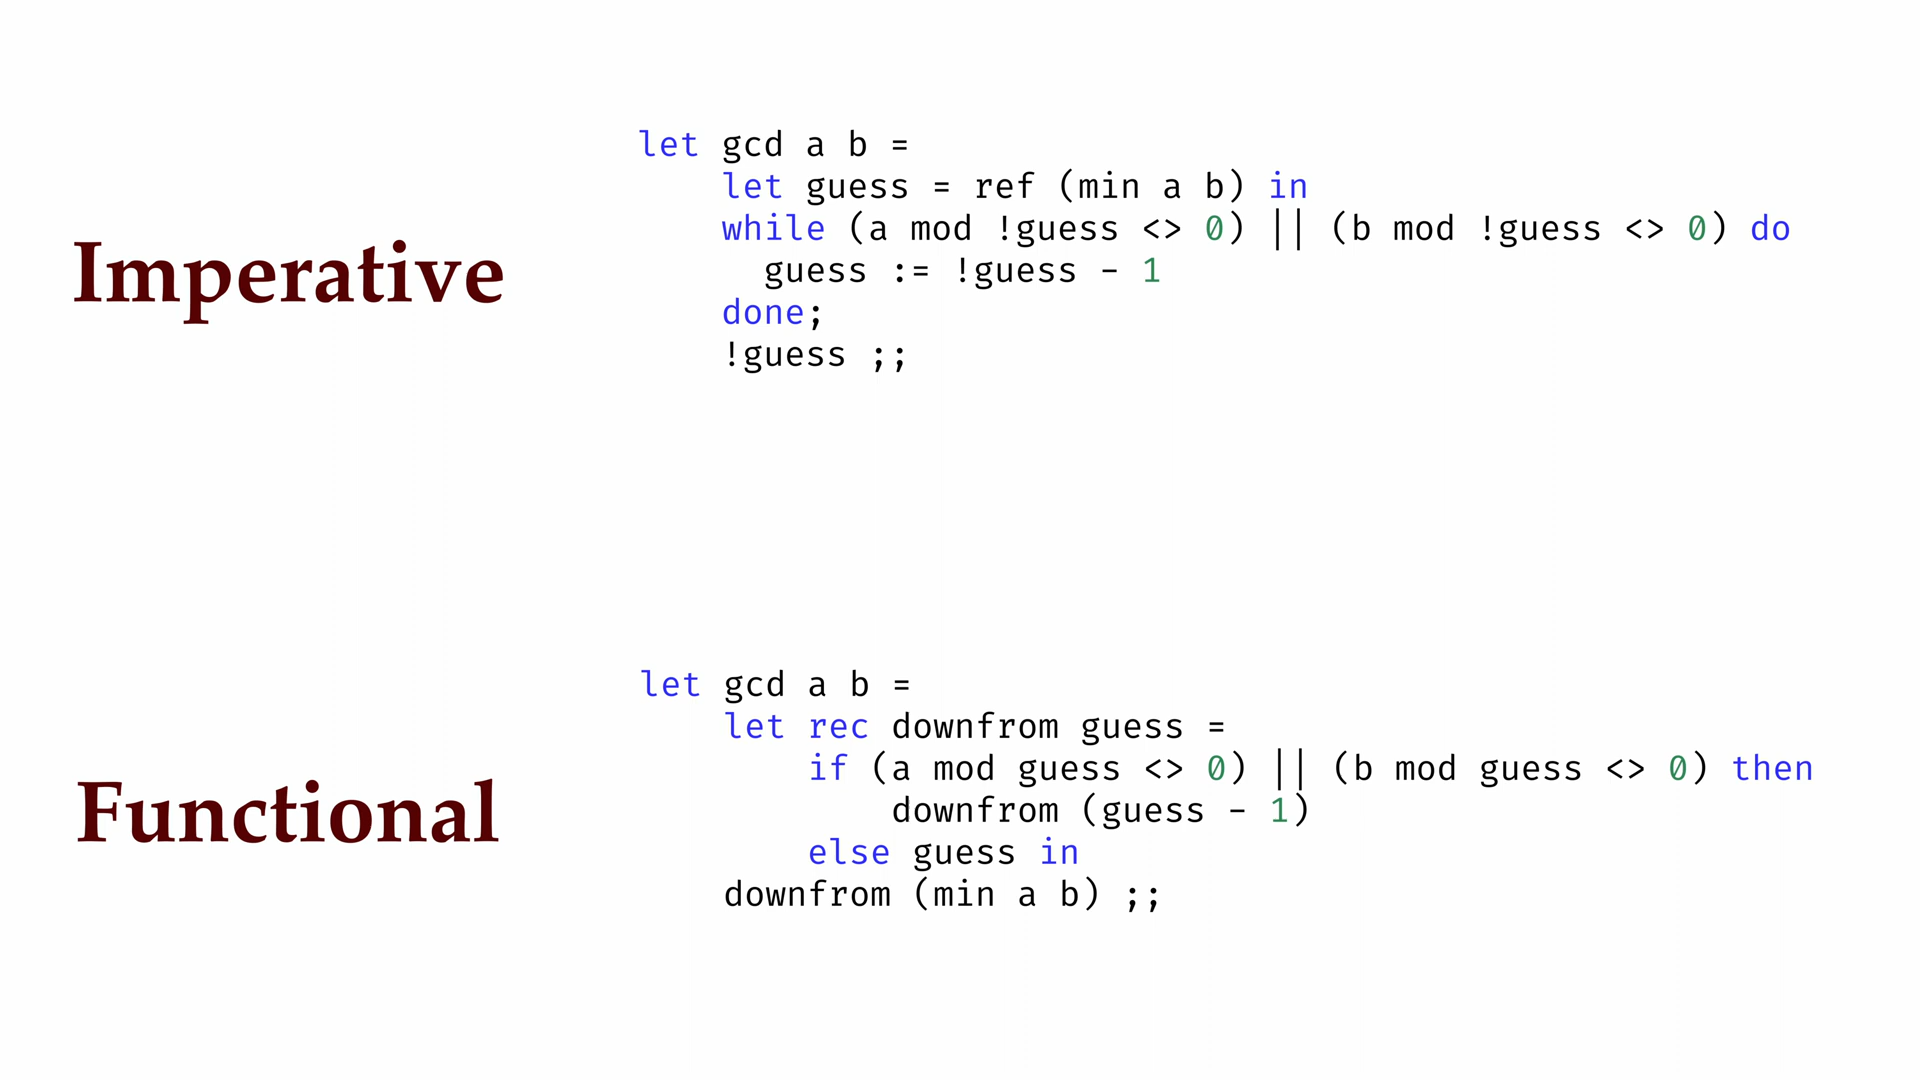 Imperative
let gcd a b =
    let guess = ref (min a b) in
    while (a mod !guess <> 0) || (b mod !guess <> 0) do
      guess := !guess - 1
    done;
    !guess ;;
Functional
let gcd a b =
    let rec downfrom guess =
        if (a mod guess <> 0) || (b mod guess <> 0) then
            downfrom (guess - 1)
        else guess in
    downfrom (min a b) ;;